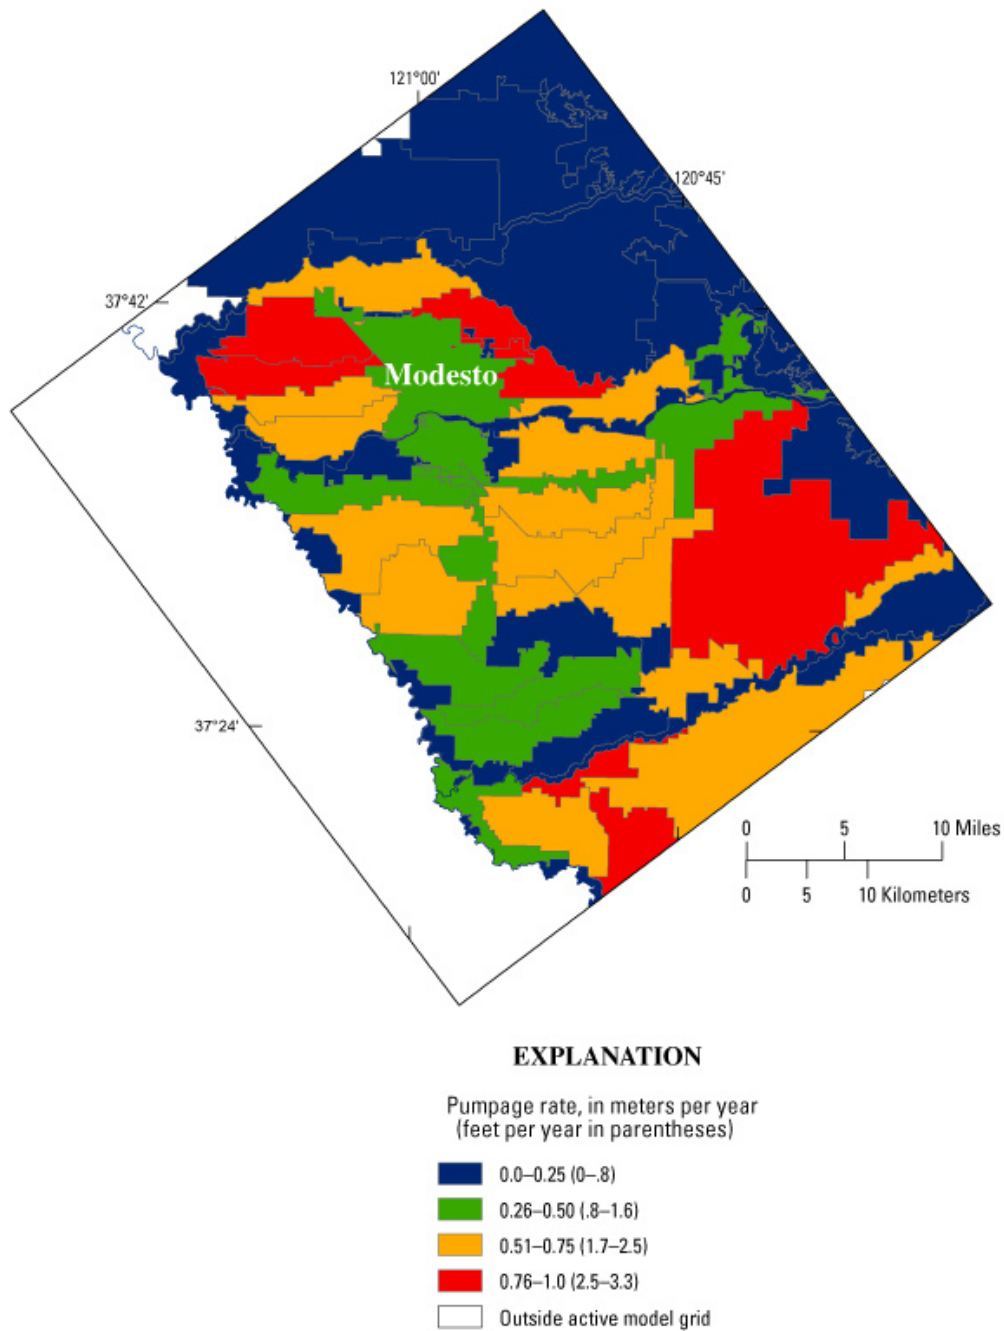 121°00'
120°45'
37°42'
Modesto
37°24'
0 5 10 Miles
0 5 10 Kilometers
EXPLANATION
Pumpage rate, in meters per year
(feet per year in parentheses)
0.0–0.25 (0–.8)
0.26–0.50 (.8–1.6)
0.51–0.75 (1.7–2.5)
0.76–1.0 (2.5–3.3)
Outside active model grid